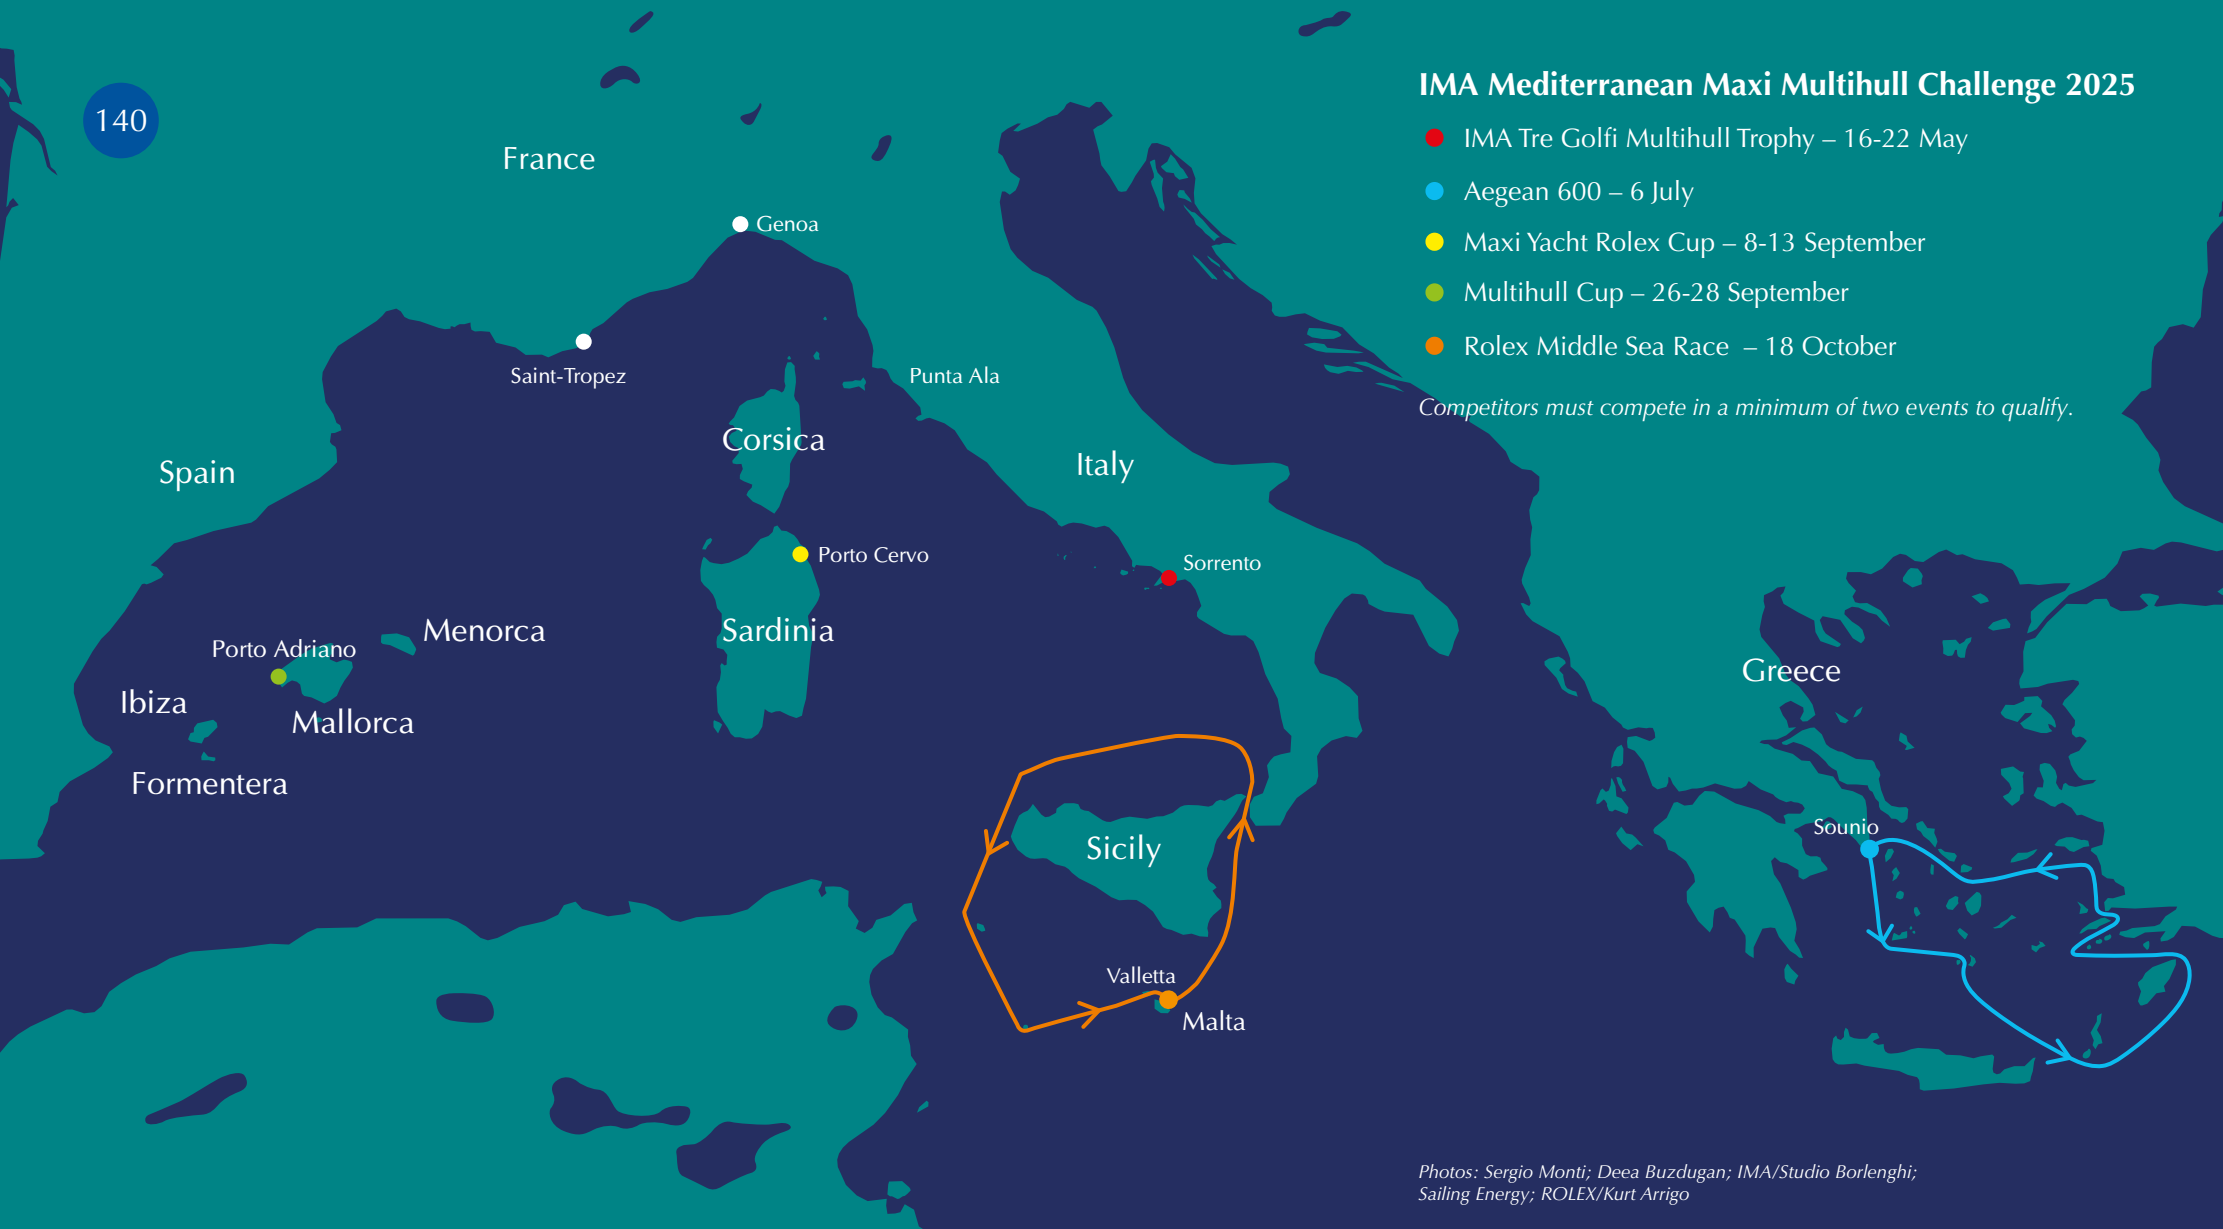 140
IMA Mediterranean Maxi Multihull Challenge 2025
IMA Tre Golfi Multihull Trophy – 16-22 May
Aegean 600 – 6 July
Maxi Yacht Rolex Cup – 8-13 September
Multihull Cup – 26-28 September
Rolex Middle Sea Race – 18 October
Competitors must compete in a minimum of two events to qualify.
France
Genoa
Saint-Tropez
Punta Ala
Corsica
Italy
Spain
Porto Cervo
Sorrento
Menorca
Sardinia
Porto Adriano
Greece
Ibiza
Mallorca
Formentera
Sounio
Sicily
Valletta
Malta
Photos: Sergio Monti; Deea Buzdugan; IMA/Studio Borlenghi;
Sailing Energy; ROLEX/Kurt Arrigo